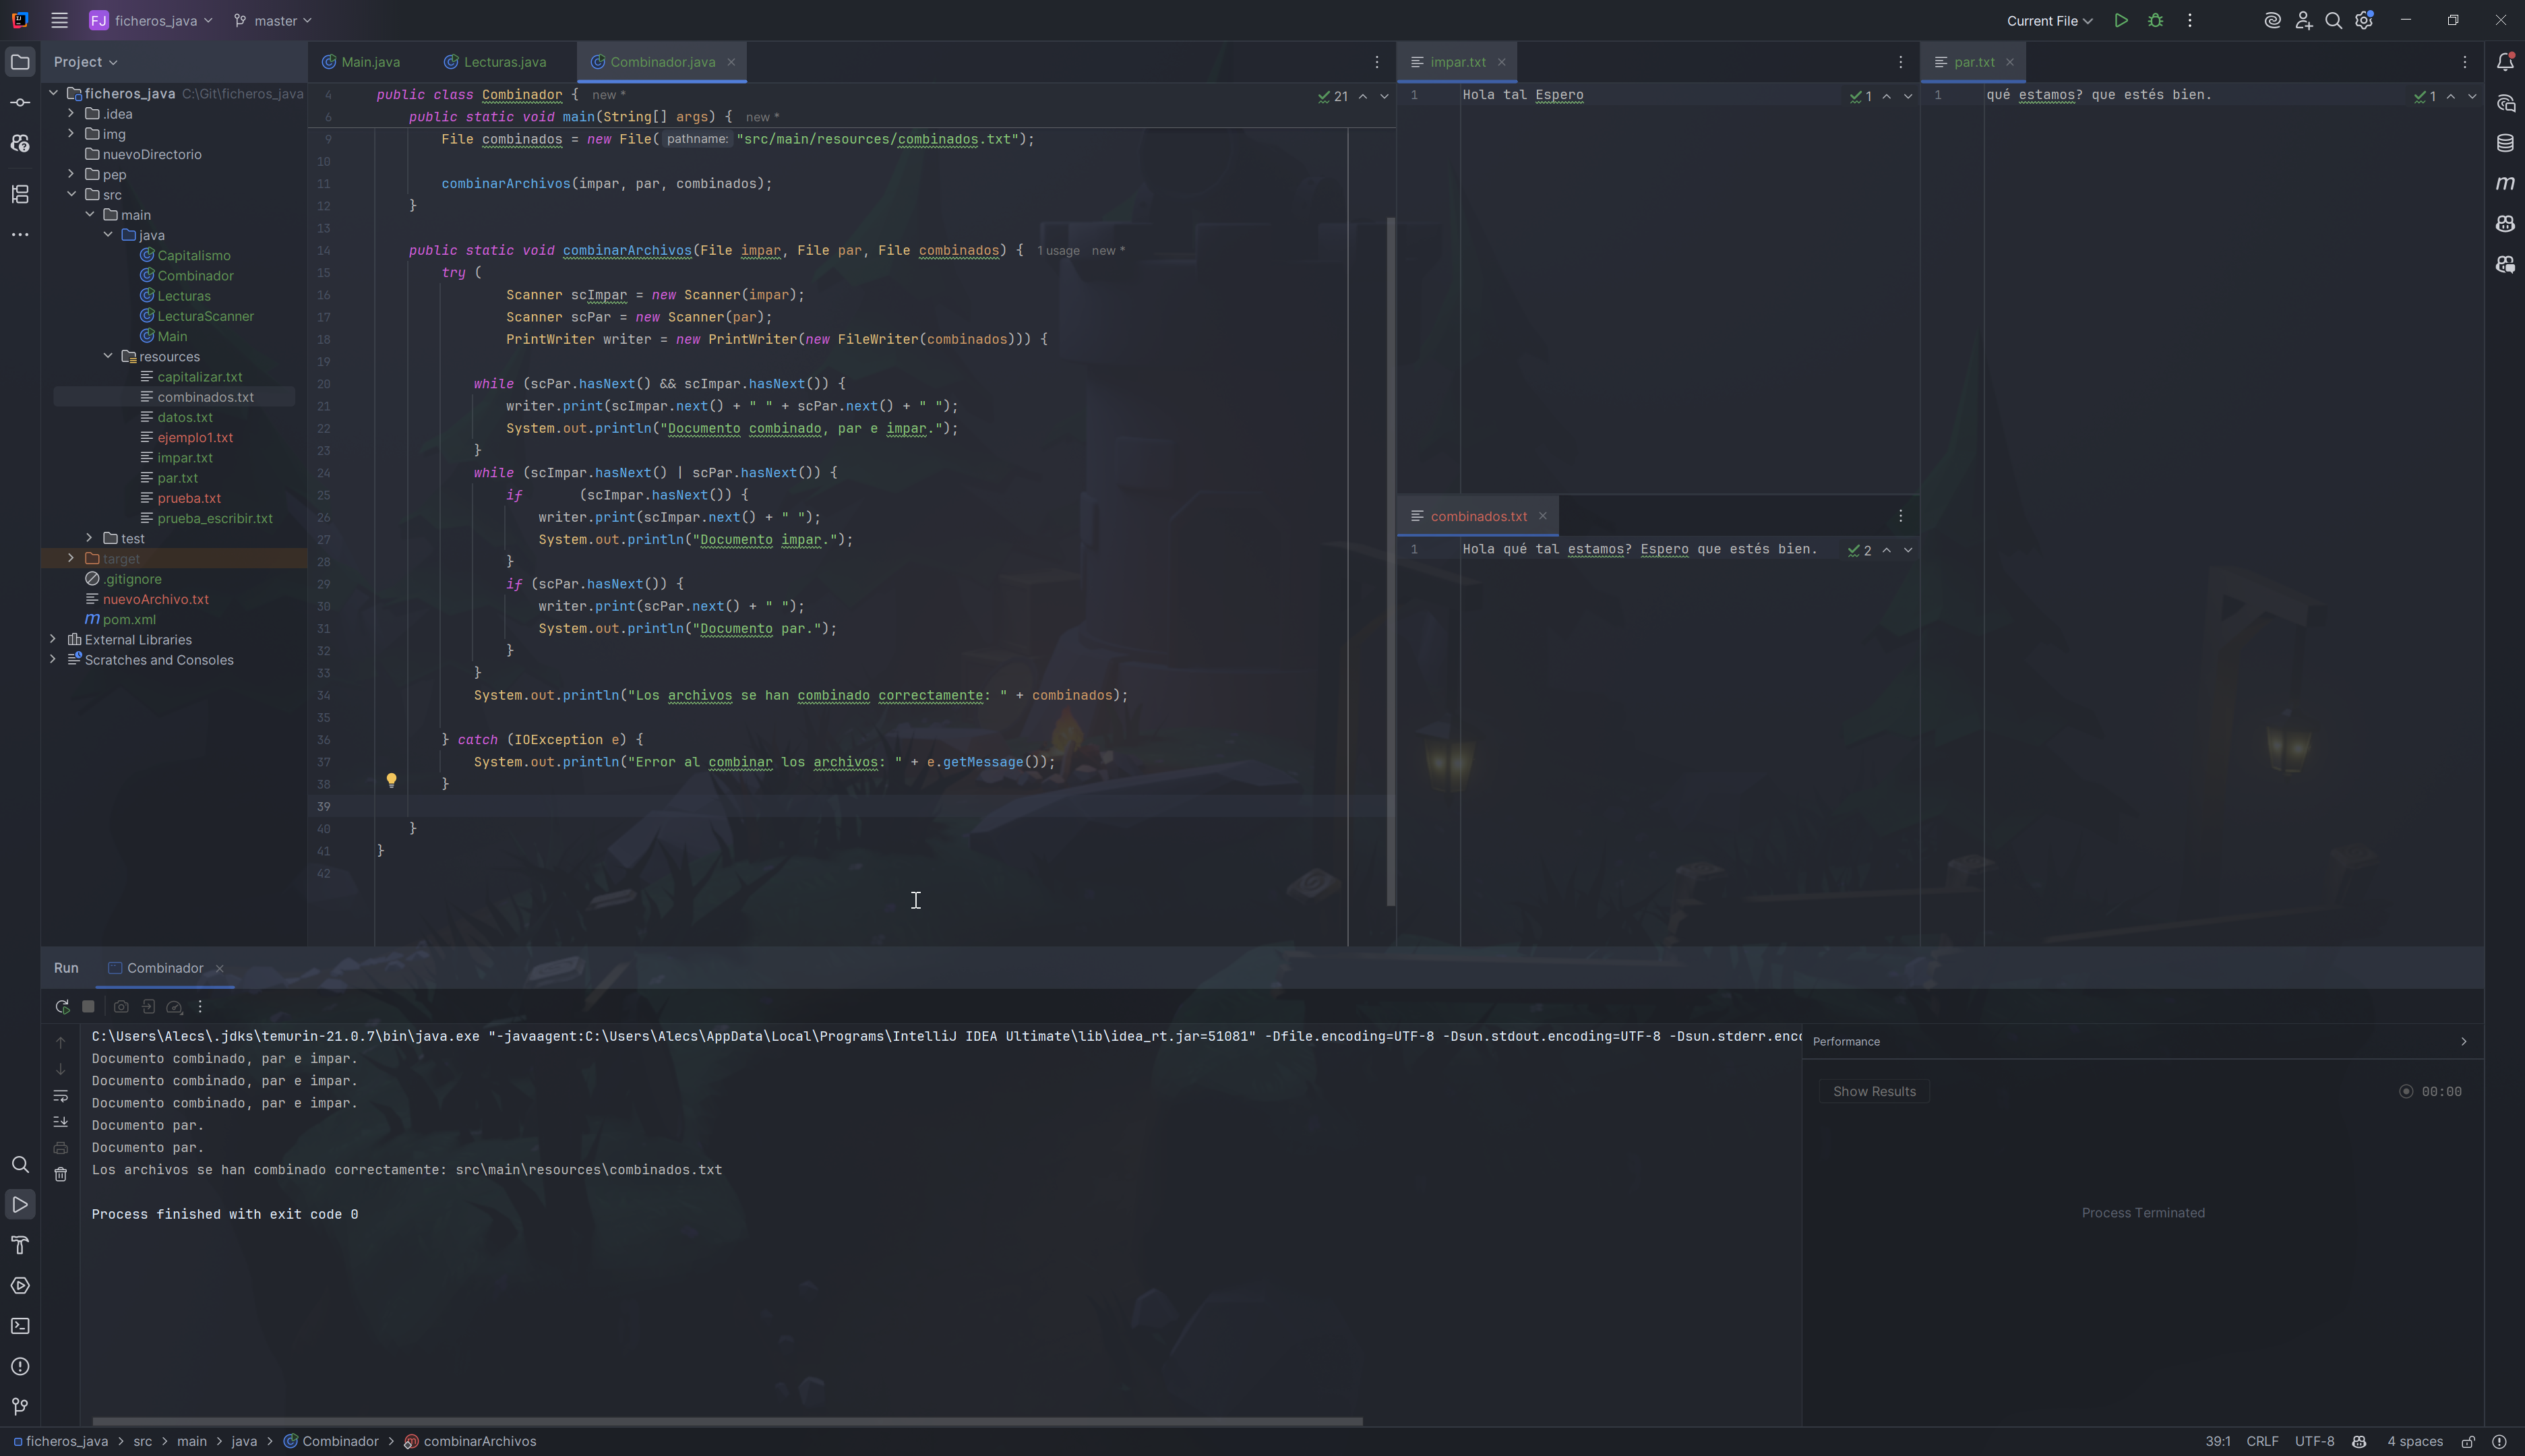 FJ ficheros_java master Current File
Project
ficheros_java C:\Git\ficheros_java
.idea
img
nuevoDirectorio
pep
src
main
java
Capitalismo
Combinador
Lecturas
LecturaScanner
Main
resources
capitalizar.txt
combinados.txt
datos.txt
ejemplo1.txt
impar.txt
par.txt
prueba.txt
prueba_escribir.txt
test
target
.gitignore
nuevoArchivo.txt
m pom.xml
External Libraries
Scratches and Consoles
Main.java Lecturas.java Combinador.java
4 public class Combinador { new *
6 public static void main(String[] args) { new *
9 File combinados = new File( pathname: "src/main/resources/combinados.txt");
10
11 combinarArchivos(impar, par, combinados);
12 }
13
14 public static void combinarArchivos(File impar, File par, File combinados) { 1 usage new *
15 try (
16 Scanner scImpar = new Scanner(impar);
17 Scanner scPar = new Scanner(par);
18 PrintWriter writer = new PrintWriter(new FileWriter(combinados))) {
19
20 while (scPar.hasNext() && scImpar.hasNext()) {
21 writer.print(scImpar.next() + " " + scPar.next() + " ");
22 System.out.println("Documento combinado, par e impar.");
23 }
24 while (scImpar.hasNext() | scPar.hasNext()) {
25 if (scImpar.hasNext()) {
26 writer.print(scImpar.next() + " ");
27 System.out.println("Documento impar.");
28 }
29 if (scPar.hasNext()) {
30 writer.print(scPar.next() + " ");
31 System.out.println("Documento par.");
32 }
33 }
34 System.out.println("Los archivos se han combinado correctamente: " + combinados);
35
36 } catch (IOException e) {
37 System.out.println("Error al combinar los archivos: " + e.getMessage());
38 }
39
40 }
41 }
42
21
impar.txt
1 Hola tal Espero
1
par.txt
1 qué estamos? que estés bien.
1
combinados.txt
1 Hola qué tal estamos? Espero que estés bien.
2
m
Run Combinador
C:\Users\Alecs\.jdks\temurin-21.0.7\bin\java.exe "-javaagent:C:\Users\Alecs\AppData\Local\Programs\IntelliJ IDEA Ultimate\lib\idea_rt.jar=51081" -Dfile.encoding=UTF-8 -Dsun.stdout.encoding=UTF-8 -Dsun.stderr.enco
Documento combinado, par e impar.
Documento combinado, par e impar.
Documento combinado, par e impar.
Documento par.
Documento par.
Los archivos se han combinado correctamente: src\main\resources\combinados.txt
Process finished with exit code 0
Performance
Show Results 00:00
Process Terminated
ficheros_java > src > main > java > Combinador > combinarArchivos
39:1 CRLF UTF-8 4 spaces